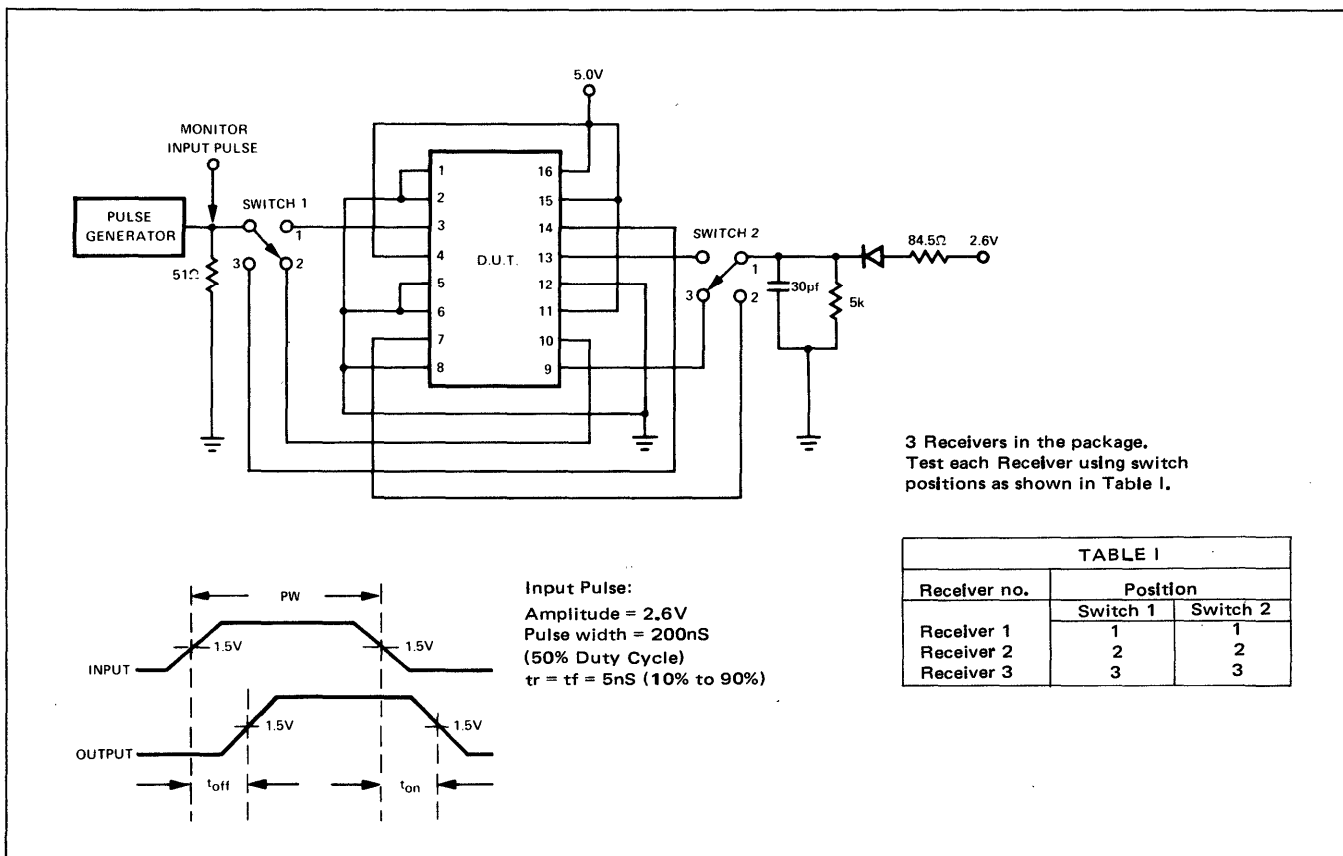 5.0V
MONITOR
INPUT PULSE
PULSE
GENERATOR
SWITCH 1
1
3
2
51Ω
1
2
3
4
5
6
7
8
D.U.T.
16
15
14
13
12
11
10
9
SWITCH 2
1
3
2
30pf
5k
84.5Ω
2.6V
3 Receivers in the package.
Test each Receiver using switch
positions as shown in Table I.
TABLE I
Receiver no. Position
Switch 1 Switch 2
Receiver 1 1 1
Receiver 2 2 2
Receiver 3 3 3
PW
INPUT
1.5V
1.5V
OUTPUT
1.5V
1.5V
toff
ton
Input Pulse:
Amplitude = 2.6V
Pulse width = 200nS
(50% Duty Cycle)
tr = tf = 5nS (10% to 90%)